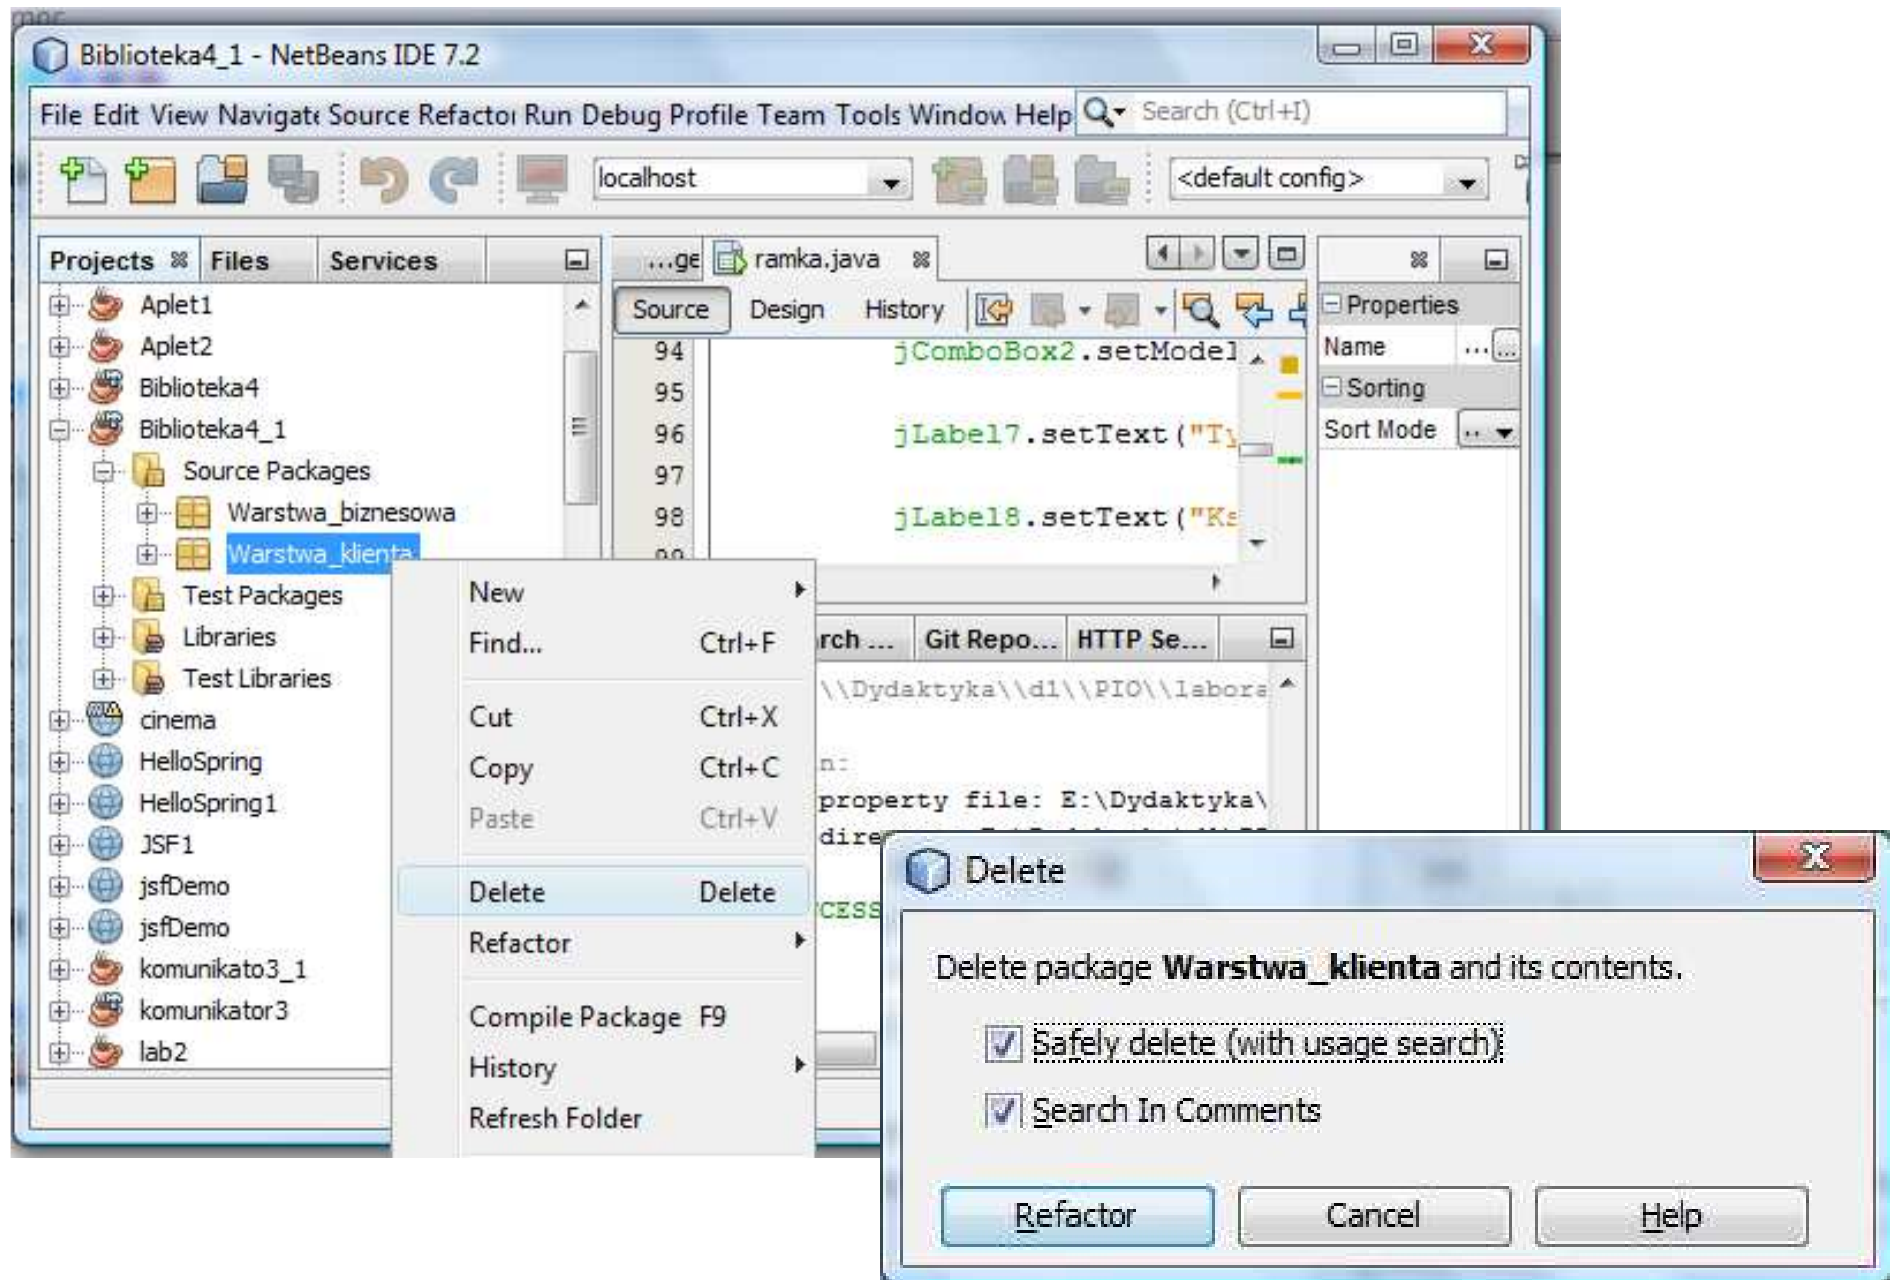 Biblioteka4_1 - NetBeans IDE 7.2
File Edit View Navigate Source Refactor Run Debug Profile Team Tools Window Help Search (Ctrl+I)
localhost <default config>
Projects Files Services
Aplet1
Aplet2
Biblioteka4
Biblioteka4_1
Source Packages
Warstwa_biznesowa
Warstwa_klienta
Test Packages
Libraries
Test Libraries
cinema
HelloSpring
HelloSpring1
JSF1
jsfDemo
jsfDemo
komunikato3_1
komunikator3
lab2
...ge ramka.java
Source Design History
94 jComboBox2.setModel
95
96 jLabel7.setText("Ty
97
98 jLabel8.setText("Ks
99
Properties
Name ... ...
Sorting
Sort Mode ..
rch ... Git Repo... HTTP Se...
\\Dydaktyka\\d1\\PIO\\labora
n:
property file: E:\Dydaktyka\
dire
CESS
New
Find... Ctrl+F
Cut Ctrl+X
Copy Ctrl+C
Paste Ctrl+V
Delete Delete
Refactor
Compile Package F9
History
Refresh Folder
Delete
Delete package Warstwa_klienta and its contents.
Safely delete (with usage search)
Search In Comments
Refactor Cancel Help